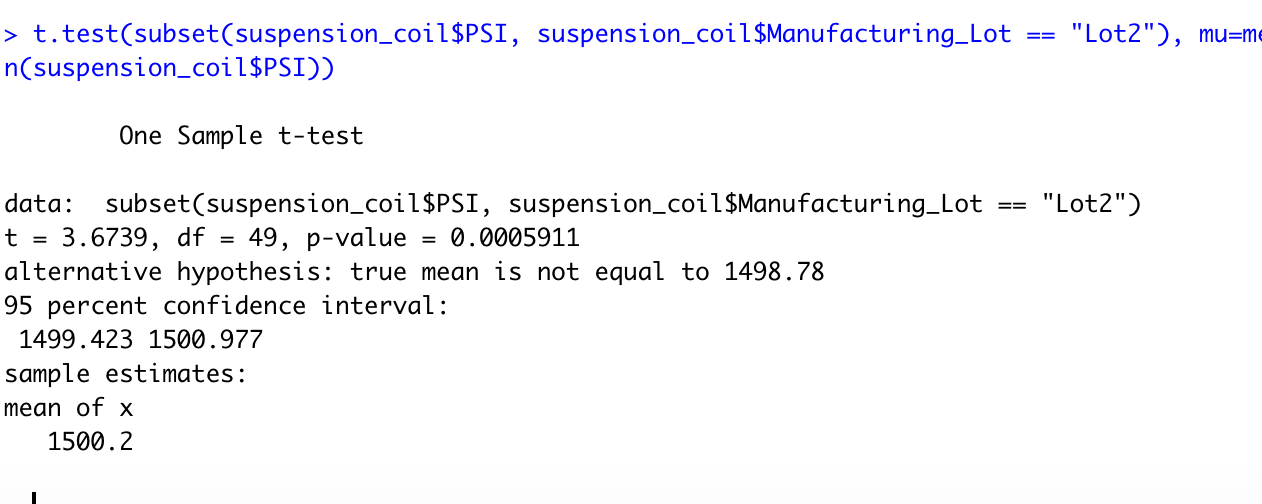 > t.test(subset(suspension_coil$PSI, suspension_coil$Manufacturing_Lot == "Lot2"), mu=me
n(suspension_coil$PSI))
One Sample t-test
data:  subset(suspension_coil$PSI, suspension_coil$Manufacturing_Lot == "Lot2")
t = 3.6739, df = 49, p-value = 0.0005911
alternative hypothesis: true mean is not equal to 1498.78
95 percent confidence interval:
 1499.423 1500.977
sample estimates:
mean of x
   1500.2